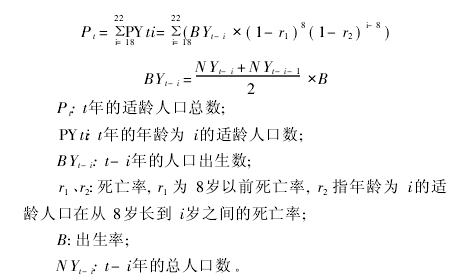 P_t = Σ_{i=18}^{22} PYti = Σ_{i=18}^{22} (BY_{t-i} × (1 - r_1)^8 (1 - r_2)^{i-8})
BY_{t-i} = \frac{NY_{t-i} + NY_{t-i-1}}{2} × B
P_t: t年的适龄人口总数;
PYti: t年的年龄为 i的适龄人口数;
BY_{t-i}: t- i年的人口出生数;
r_1、r_2: 死亡率, r_1 为 8岁以前死亡率, r_2 指年龄为 i的适
龄人口在从 8岁长到 i岁之间的死亡率;
B: 出生率;
NY_{t-i}: t- i年的总人口数。